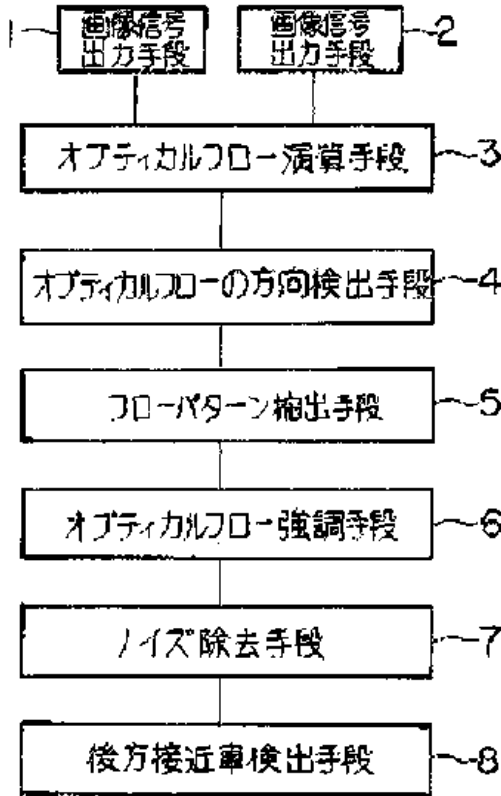 1
画像信号
出力手段
画像信号
出力手段
2
オプティカルフロー演算手段
3
オプティカルフローの方向検出手段
4
フローパターン抽出手段
5
オプティカルフロー強調手段
6
ノイズ除去手段
7
後方接近車検出手段
8